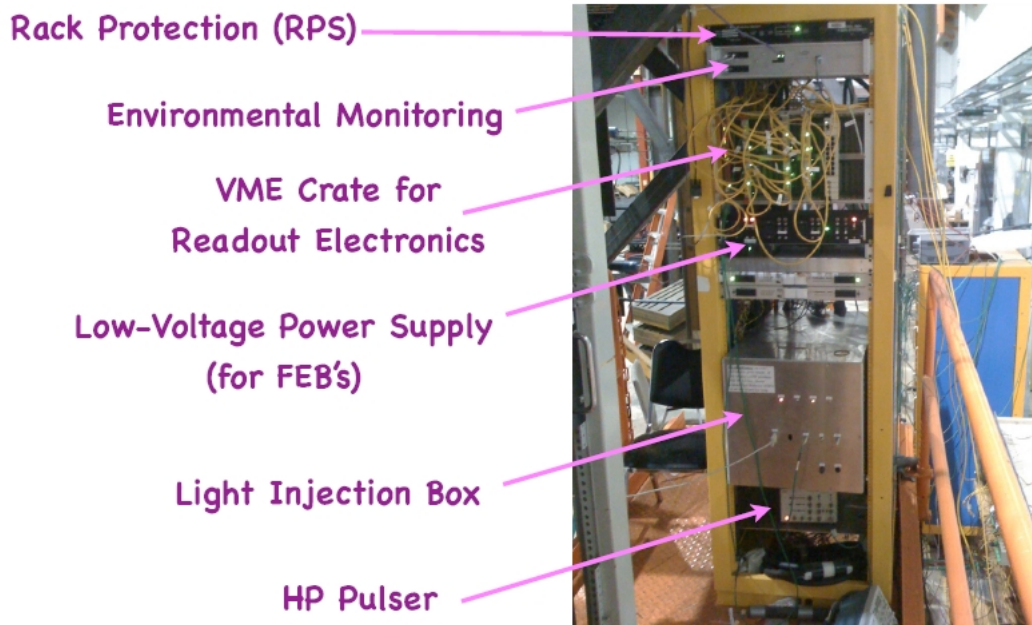 Rack Protection (RPS)
Environmental Monitoring
VME Crate for
Readout Electronics
Low-Voltage Power Supply
(for FEB's)
Light Injection Box
HP Pulser